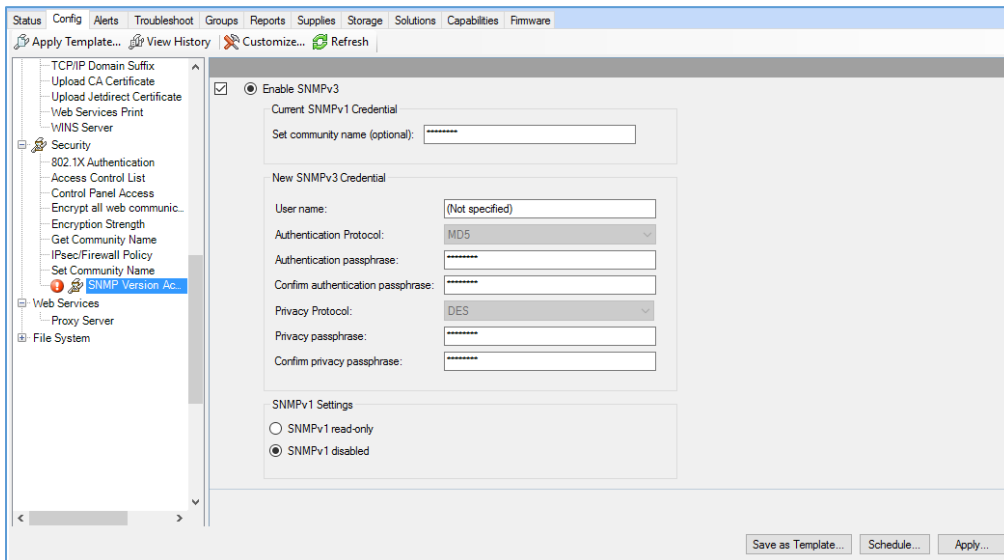 Status Config Alerts Troubleshoot Groups Reports Supplies Storage Solutions Capabilities Firmware
Apply Template... View History Customize... Refresh
TCP/IP Domain Suffix
Upload CA Certificate
Upload Jetdirect Certificate
Web Services Print
WINS Server
Security
802.1X Authentication
Access Control List
Control Panel Access
Encrypt all web communic...
Encryption Strength
Get Community Name
IPsec/Firewall Policy
Set Community Name
SNMP Version Ac...
Web Services
Proxy Server
File System
Enable SNMPv3
Current SNMPv1 Credential
Set community name (optional): ********
New SNMPv3 Credential
User name: (Not specified)
Authentication Protocol: MD5
Authentication passphrase: ********
Confirm authentication passphrase: ********
Privacy Protocol: DES
Privacy passphrase: ********
Confirm privacy passphrase: ********
SNMPv1 Settings
SNMPv1 read-only
SNMPv1 disabled
Save as Template... Schedule... Apply...